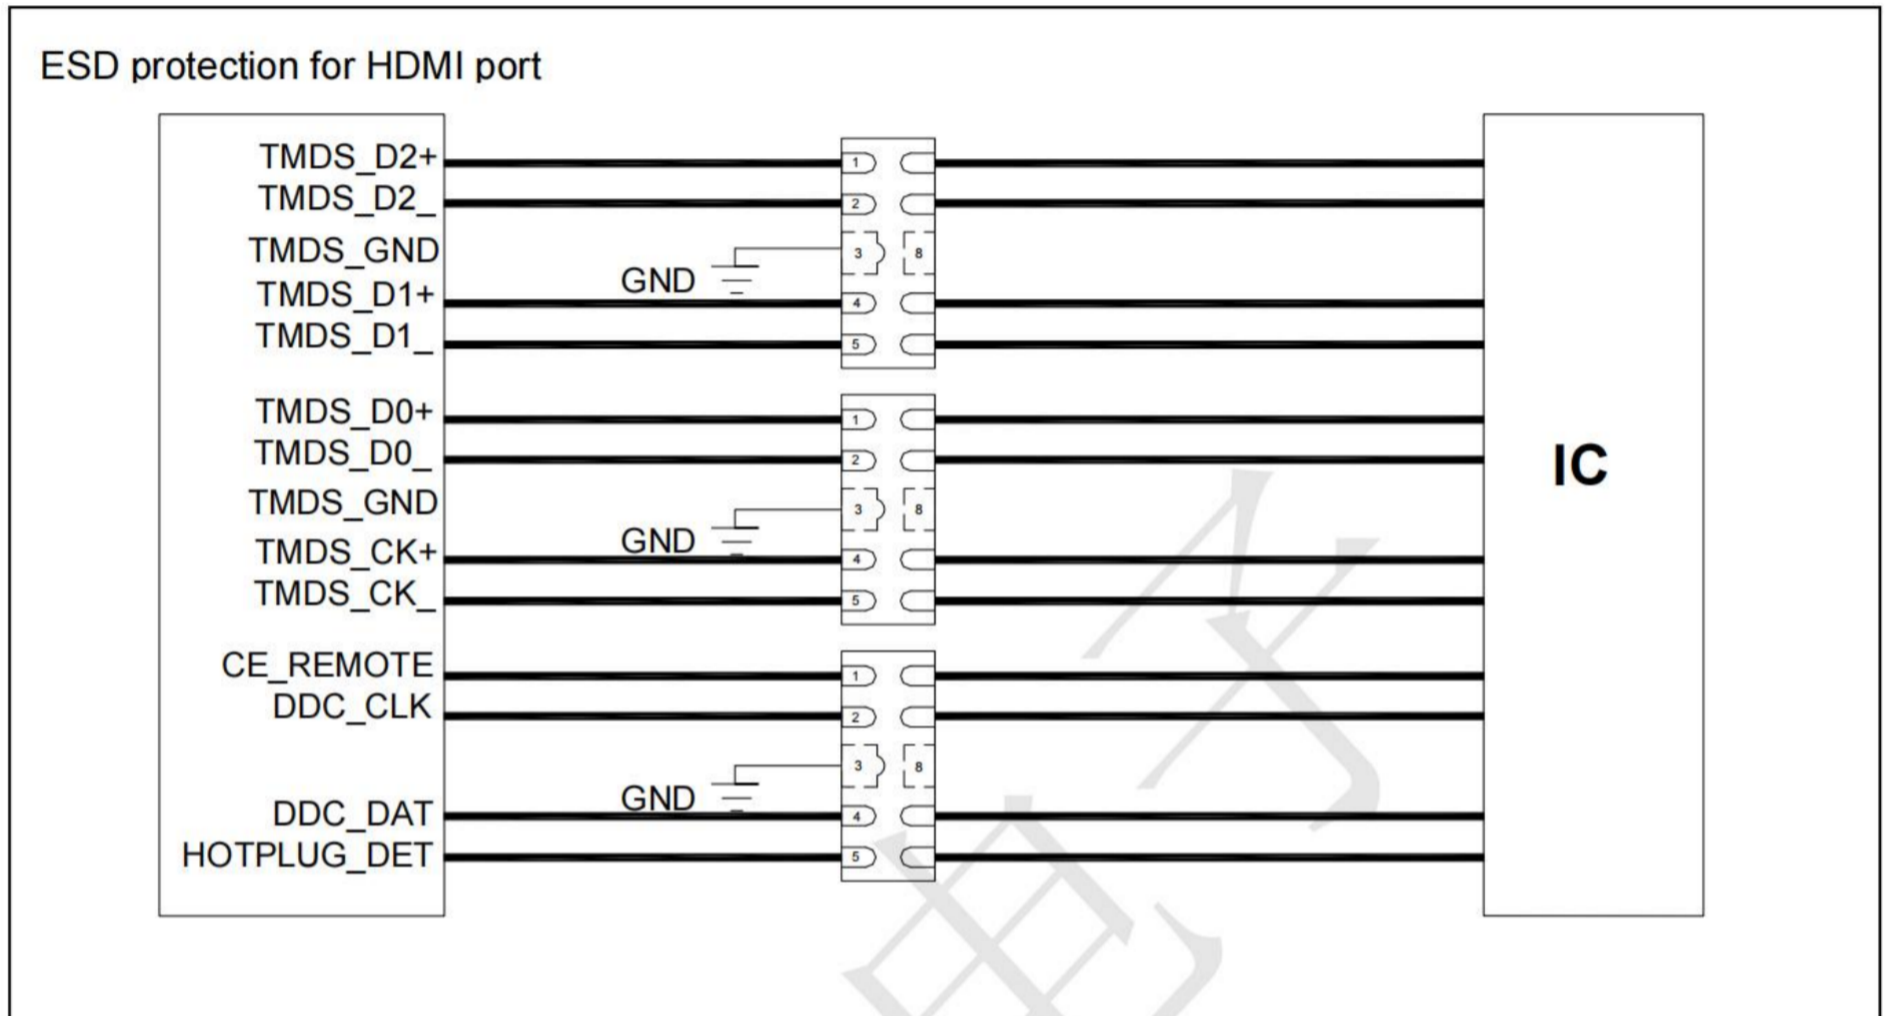 ESD protection for HDMI port
TMDS_D2+
TMDS_D2_
TMDS_GND
TMDS_D1+
TMDS_D1_
TMDS_D0+
TMDS_D0_
TMDS_GND
TMDS_CK+
TMDS_CK_
CE_REMOTE
DDC_CLK
DDC_DAT
HOTPLUG_DET
GND
GND
GND
1
2
3 8
4
5
1
2
3 8
4
5
1
2
3 8
4
5
IC
电子